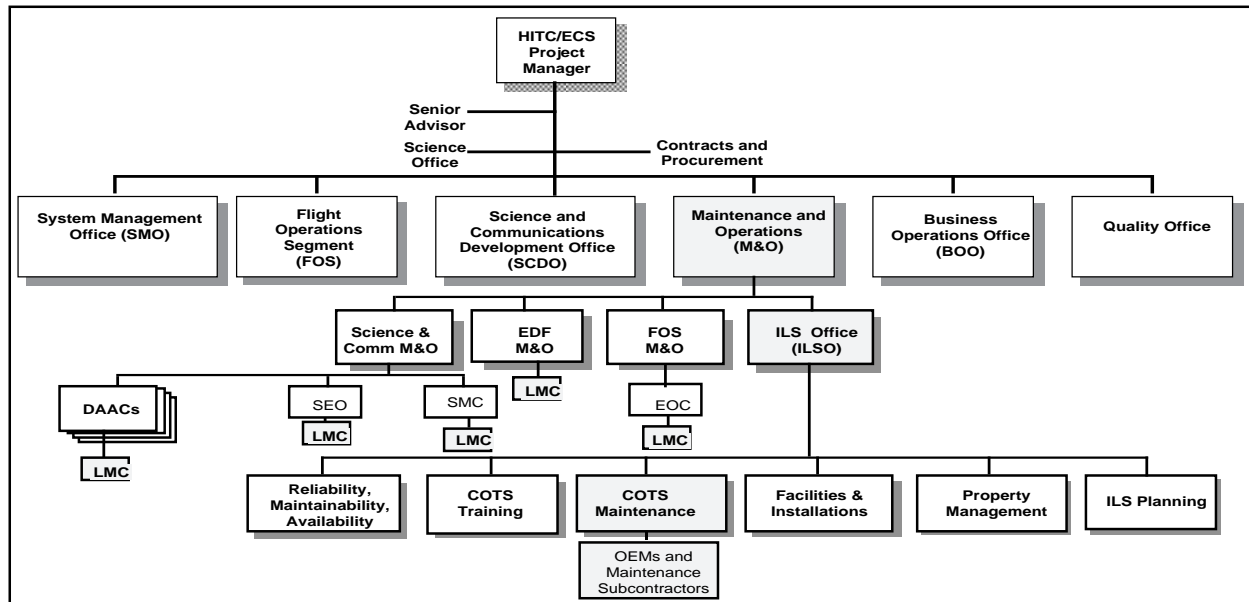 HITC/ECS
Project
Manager
Senior
Advisor
Science
Office
Contracts and
Procurement
System Management
Office (SMO)
Flight
Operations
Segment
(FOS)
Science and
Communications
Development Office
(SCDO)
Maintenance and
Operations
(M&O)
Business
Operations Office
(BOO)
Quality Office
Science &
Comm M&O
EDF
M&O
FOS
M&O
ILS Office
(ILSO)
DAACs
LMC
SEO
LMC
SMC
LMC
LMC
EOC
LMC
Reliability,
Maintainability,
Availability
COTS
Training
COTS
Maintenance
Facilities &
Installations
Property
Management
ILS Planning
OEMs and
Maintenance
Subcontractors